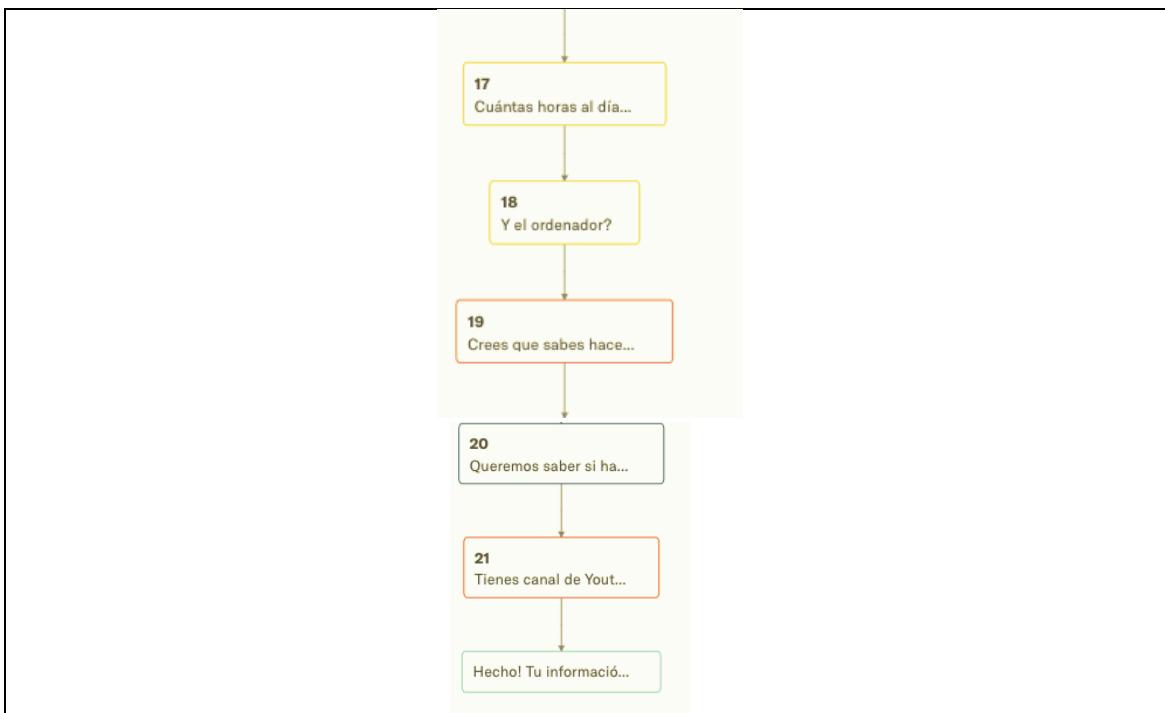 17
Cuántas horas al día...
18
Y el ordenador?
19
Crees que sabes hace...
20
Queremos saber si ha...
21
Tienes canal de Yout...
Hecho! Tu informació...